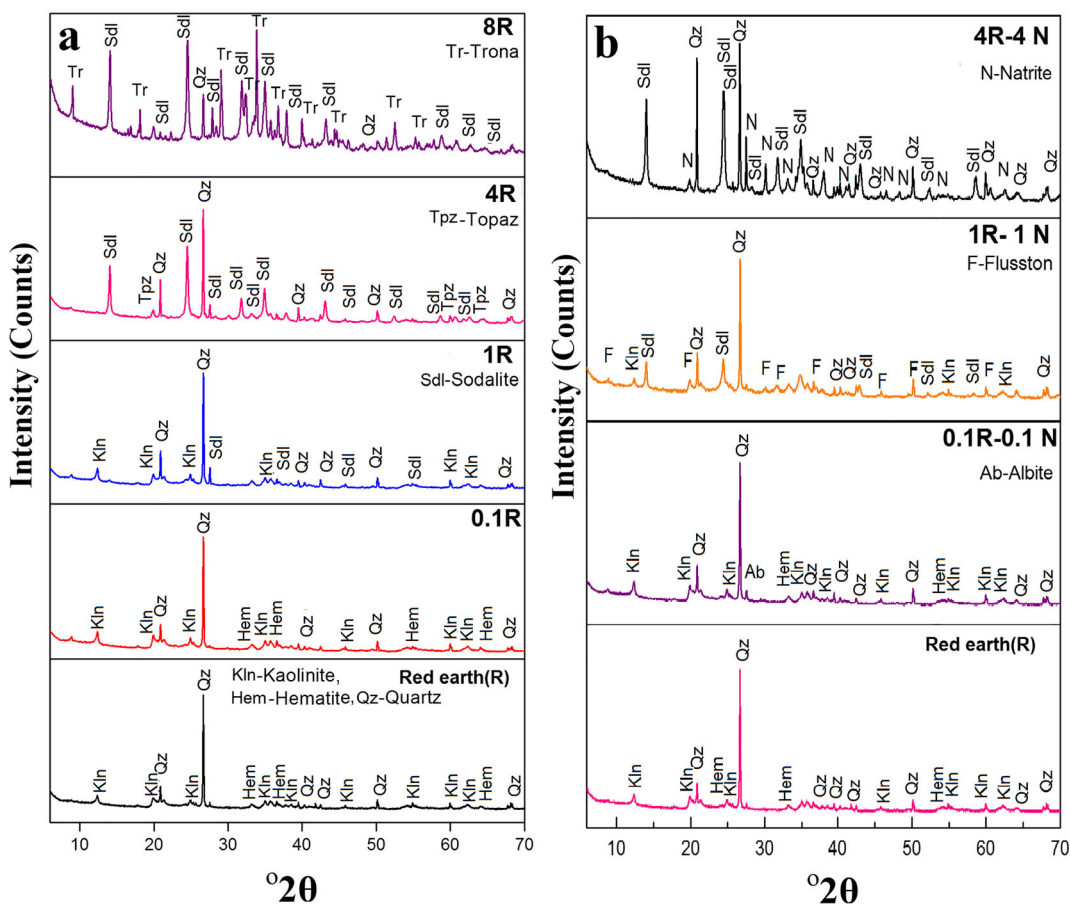 a
8R
Tr-Trona
Tr Sdl Tr Sdl Sdl Qz Sdl Tr Sdl Tr Tr Sdl Tr Sdl Tr Sdl Tr Qz Tr Tr Sdl Sdl Sdl
4R
Tpz-Topaz
Sdl Tpz Qz Sdl Qz Sdl Sdl Sdl Sdl Qz Sdl Sdl Qz Sdl Sdl Tpz Sdl Tpz Qz
1R
Sdl-Sodalite
Kln Kln Qz Kln Qz Sdl Kln Sdl Qz Qz Sdl Qz Sdl Kln Kln Qz
0.1R
Kln Kln Qz Kln Qz Hem Kln Hem Qz Kln Qz Hem Kln Kln Hem Qz
Kln-Kaolinite,
Red earth(R)
Hem-Hematite, Qz-Quartz
Kln Kln Qz Kln Qz Hem Kln Hem Kln Qz Qz Kln Qz Kln Kln Kln Hem Qz
10 20 30 40 50 60 70
°2θ
Intensity (Counts)
b
4R-4 N
N-Natrite
Sdl N Qz Sdl Sdl Qz N Sdl N Sdl N Sdl Qz N N Qz Sdl Qz N N Qz Sdl N Sdl Qz N Qz
1R- 1 N
F-Flusston
F Kln Sdl F Qz Sdl Qz F F F Qz Qz Sdl F F Sdl Kln Sdl F Kln Qz
0.1R-0.1 N
Ab-Albite
Kln Kln Qz Kln Qz Ab Hem Kln Qz Kln Qz Qz Kln Qz Hem Kln Kln Kln Qz Qz
Red earth(R)
Kln Kln Qz Hem Kln Qz Hem Qz Qz Qz Kln Qz Hem Kln Kln Kln Qz Qz
10 20 30 40 50 60 70
°2θ
Intensity (Counts)